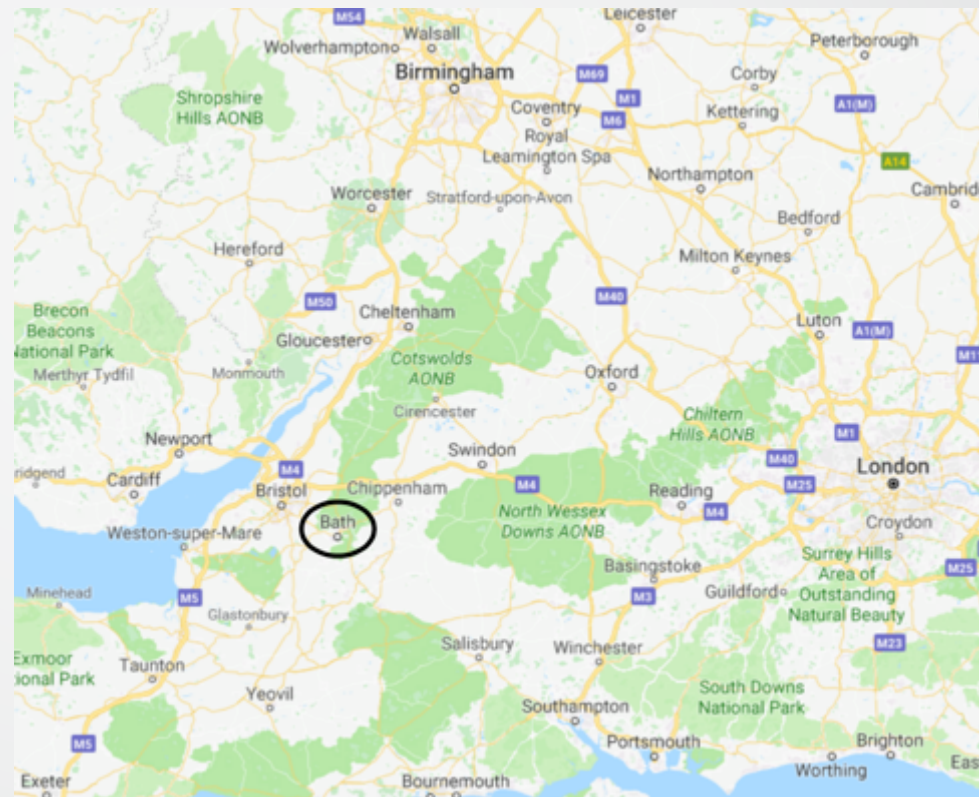 M54
Leicester
Walsall
Wolverhampton
Peterborough
Birmingham
M69
Corby
Shropshire
Hills AONB
M1
A1(M)
Coventry
Kettering
M6
Royal
Leamington Spa
A14
Northampton
Worcester
Stratford-upon-Avon
Cambrid
Bedford
Hereford
Milton Keynes
M50
M40
Brecon
Beacons
National Park
Cheltenham
Luton
A1(M)
Gloucester
M11
Merthyr Tydfil
Monmouth
Cotswolds
AONB
Oxford
Cirencester
Chiltern
Hills AONB
Newport
M1
Swindon
M40
ridgend
M4
London
Cardiff
Bristol
Chippenham
M4
Reading
M25
M4
Bath
North Wessex
Downs AONB
Croydon
Weston-super-Mare
Surrey Hills
Area of
Outstanding
Natural Beauty
Basingstoke
M25
Minehead
M5
M3
Guildford
Glastonbury
M23
Salisbury
Winchester
Exmoor
ional Park
Taunton
Yeovil
South Downs
National Park
Southampton
M5
Portsmouth
Brighton
Worthing
Eas
Exeter
Bournemouth